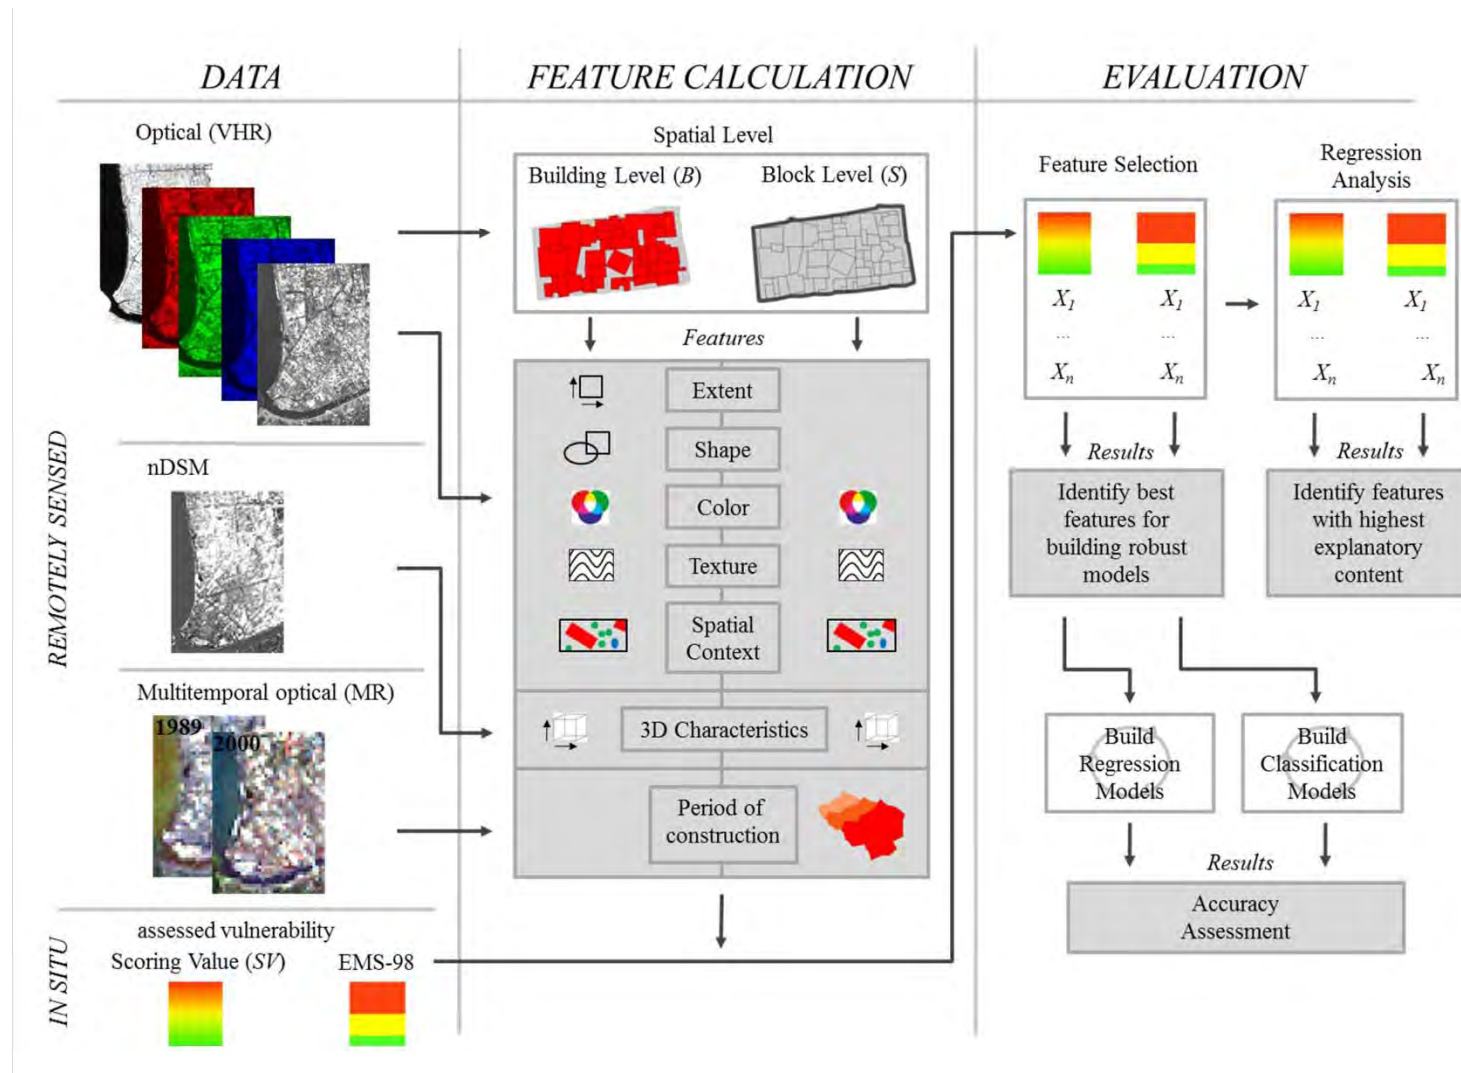 DATA
FEATURE CALCULATION
EVALUATION
REMOTELY SENSED
IN SITU
Optical (VHR)
nDSM
Multitemporal optical (MR)
1989
2000
assessed vulnerability
Scoring Value (SV)
EMS-98
Spatial Level
Building Level (B)
Block Level (S)
Features
Extent
Shape
Color
Texture
Spatial
Context
3D Characteristics
Period of
construction
Feature Selection
X1
X1
...
...
Xn
Xn
Regression
Analysis
X1
X1
...
...
Xn
Xn
Results
Identify best
features for
building robust
models
Results
Identify features
with highest
explanatory
content
Build
Regression
Models
Build
Classification
Models
Results
Accuracy
Assessment